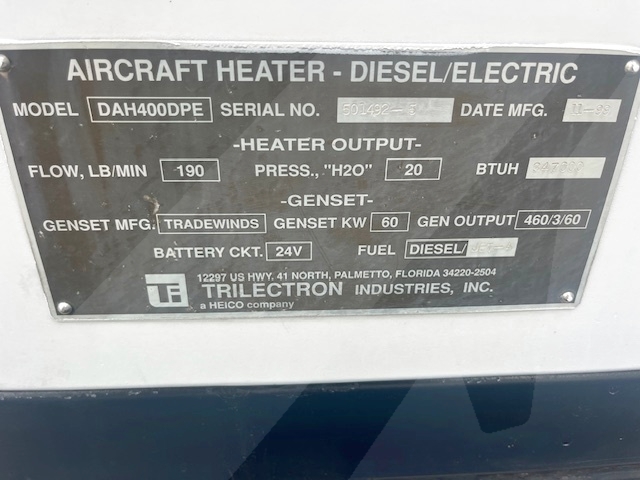 AIRCRAFT HEATER - DIESEL/ELECTRIC
MODEL DAH400DPE SERIAL NO. DATE MFG.
-HEATER OUTPUT-
FLOW, LB/MIN 190 PRESS., "H2O" 20 BTUH
-GENSET-
GENSET MFG. TRADEWINDS GENSET KW 60 GEN OUTPUT 460/3/60
BATTERY CKT. 24V FUEL DIESEL/
12297 US HWY. 41 NORTH, PALMETTO, FLORIDA 34220-2504
TRILECTRON INDUSTRIES, INC.
a HEICO company